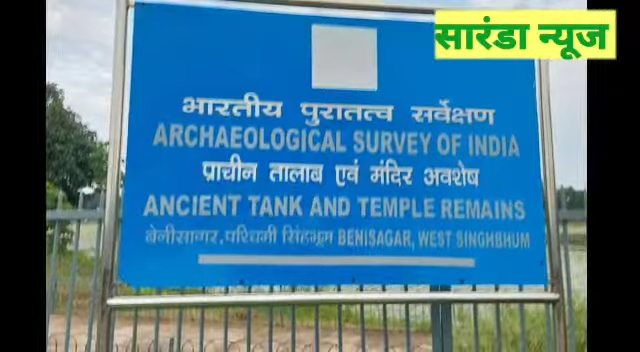 सारंडा न्यूज
भारतीय पुरातत्व सर्वेक्षण
ARCHAEOLOGICAL SURVEY OF INDIA
प्राचीन तालाब एवं मंदिर अवशेष
ANCIENT TANK AND TEMPLE REMAINS
बेनीसागर, पश्चिमी सिंहभूम BENISAGAR, WEST SINGHBHUM